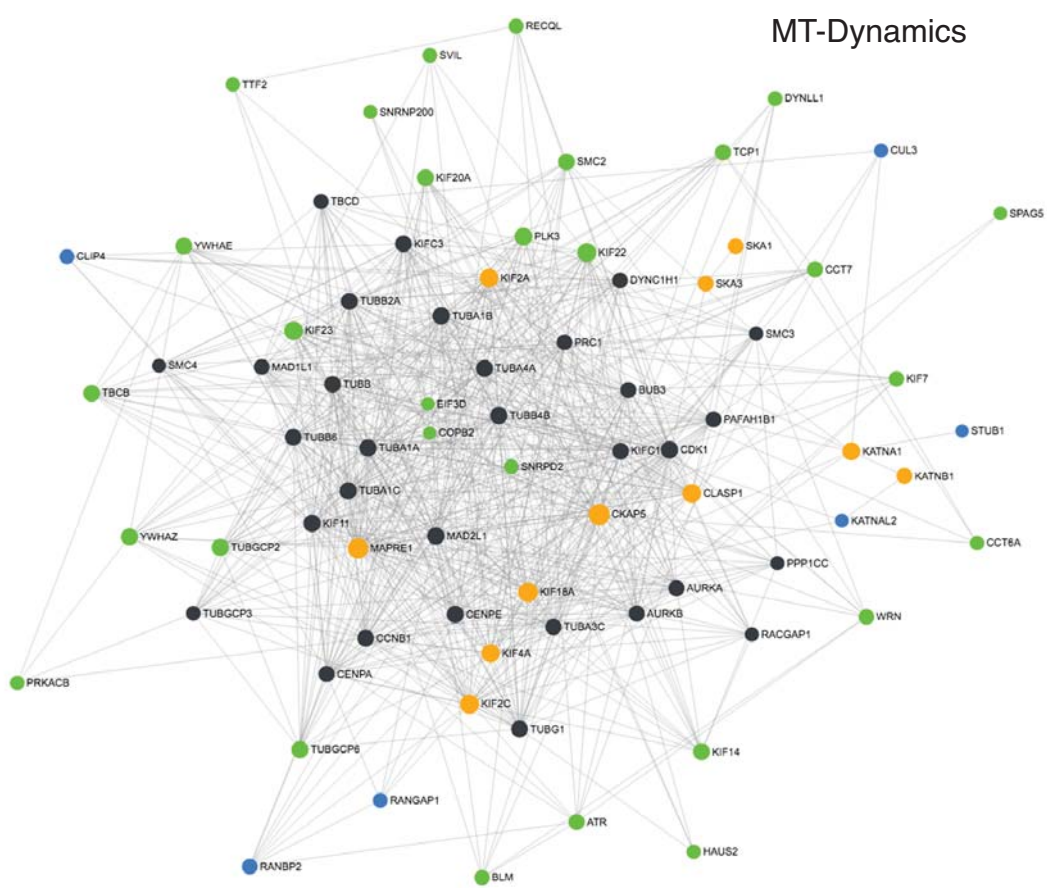 MT-Dynamics
RECQL
SVIL
TTF2
DYNLL1
SNRNP200
CUL3
TCP1
SMC2
KIF20A
TBCD
SPAG5
PLK3
KIFC3
YWHAE
SKA1
KIF22
CLIP4
CCT7
KIF2A
DYNC1H1
SKA3
TUBB2A
TUBA1B
KIF23
SMC3
PRC1
SMC4
MAD1L1
TUBA4A
KIF7
TUBB
BUB3
TBCB
EIF3D
TUBB4B
PAFAH1B1
STUB1
COPB2
TUBB6
TUBA1A
KIFC1
CDK1
KATNA1
SNRPD2
KATNB1
TUBA1C
CLASP1
CKAP5
KATNAL2
KIF11
YWHAZ
MAD2L1
CCT6A
TUBGCP2
MAPRE1
PPP1CC
AURKA
KIF18A
TUBGCP3
CENPE
AURKB
WRN
TUBA3C
RACGAP1
CCNB1
KIF4A
CENPA
PRKACB
KIF2C
TUBG1
TUBGCP6
KIF14
RANGAP1
ATR
HAUS2
RANBP2
BLM